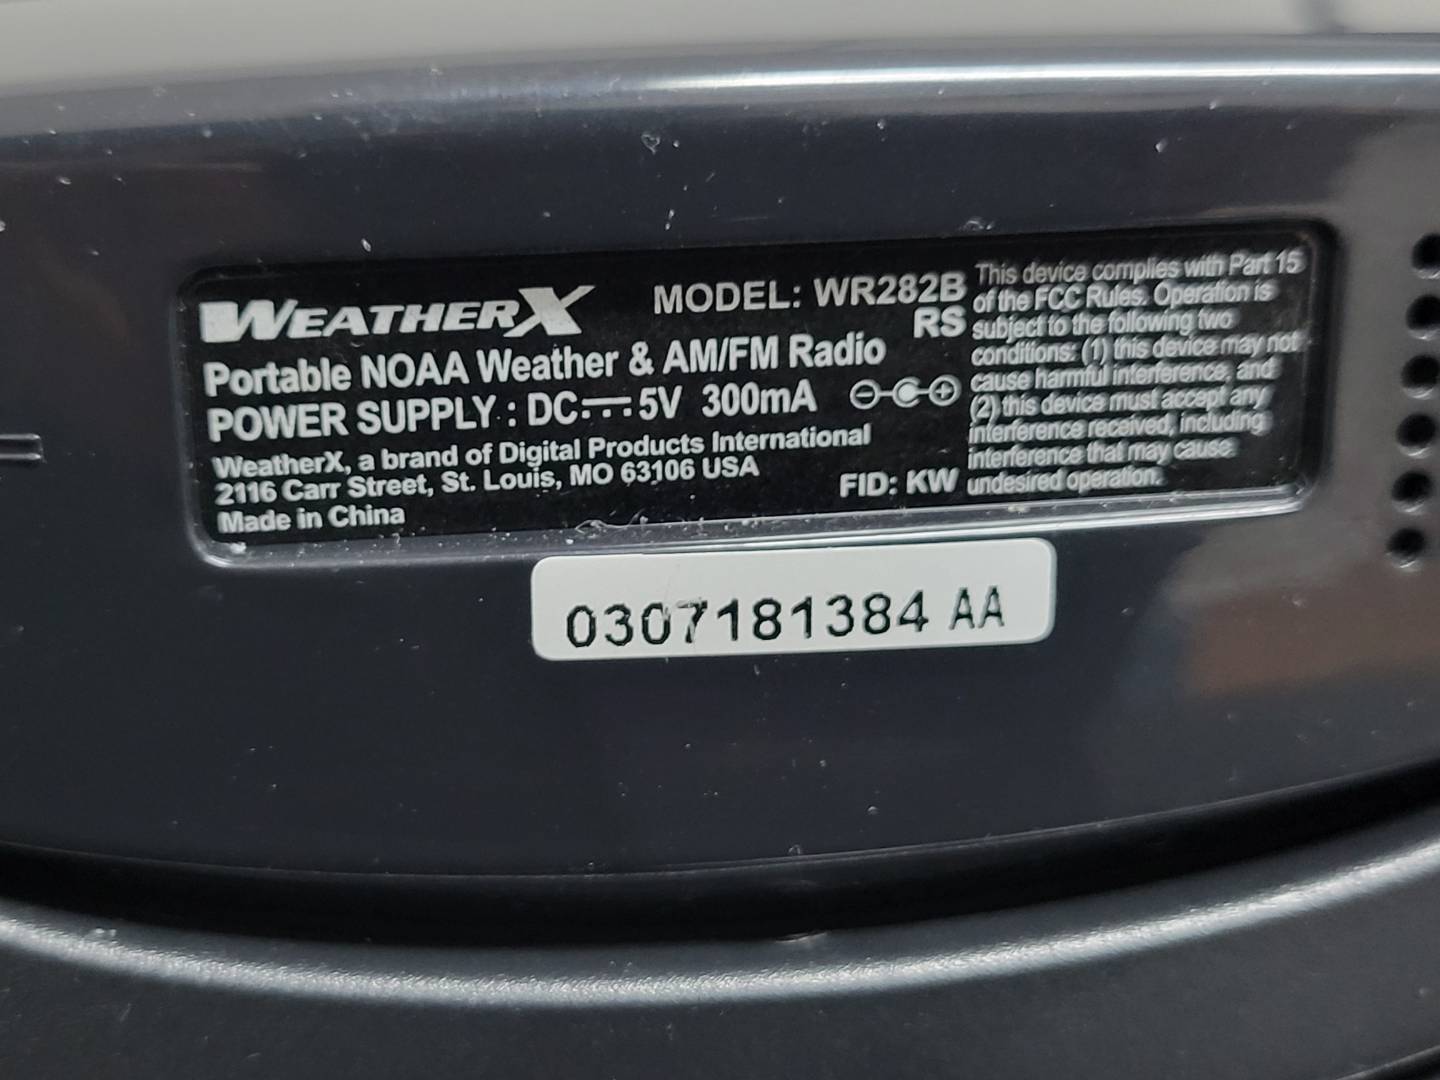 WEATHERX
MODEL: WR282B
RS
Portable NOAA Weather & AM/FM Radio
POWER SUPPLY : DC⎓5V 300mA
WeatherX, a brand of Digital Products International
2116 Carr Street, St. Louis, MO 63106 USA
Made in China
FID: KW
This device complies with Part 15
of the FCC Rules. Operation is
subject to the following two
conditions: (1) this device may not
cause harmful interference, and
(2) this device must accept any
interference received, including
interference that may cause
undesired operation.
0307181384 AA